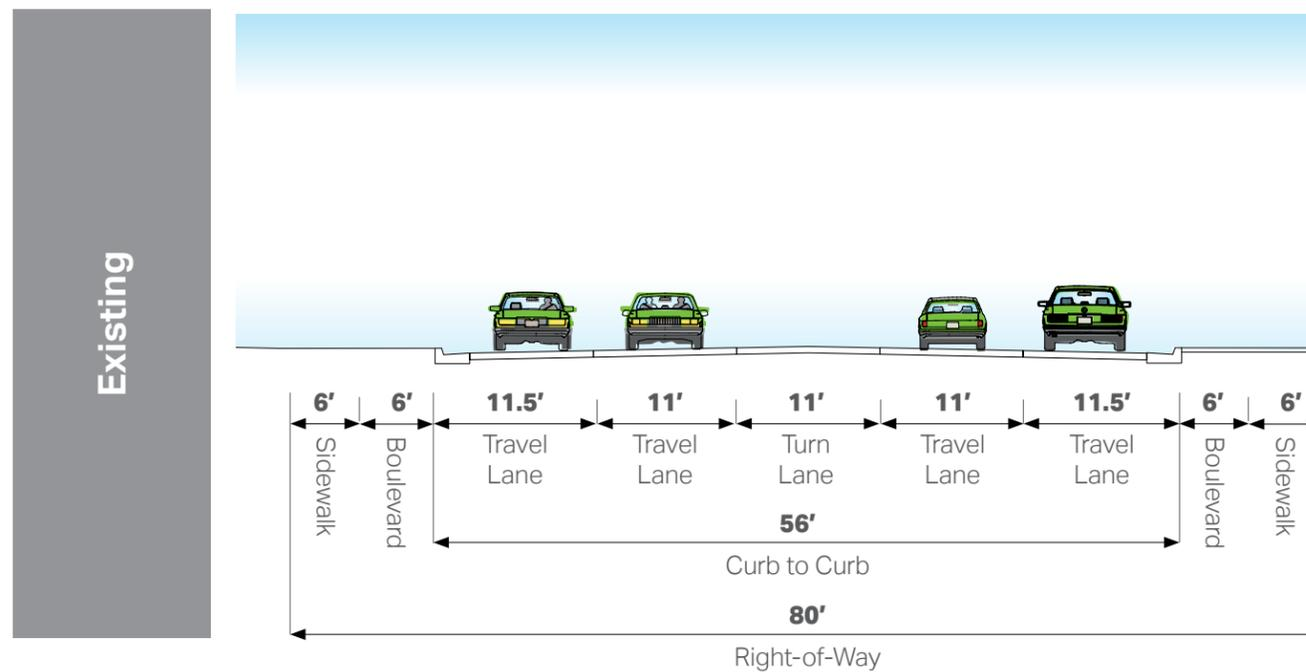 Existing
6′ 6′ 11.5′ 11′ 11′ 11′ 11.5′ 6′ 6′
Sidewalk
Boulevard
Travel
Lane
Travel
Lane
Turn
Lane
Travel
Lane
Travel
Lane
Boulevard
Sidewalk
56′
Curb to Curb
80′
Right-of-Way